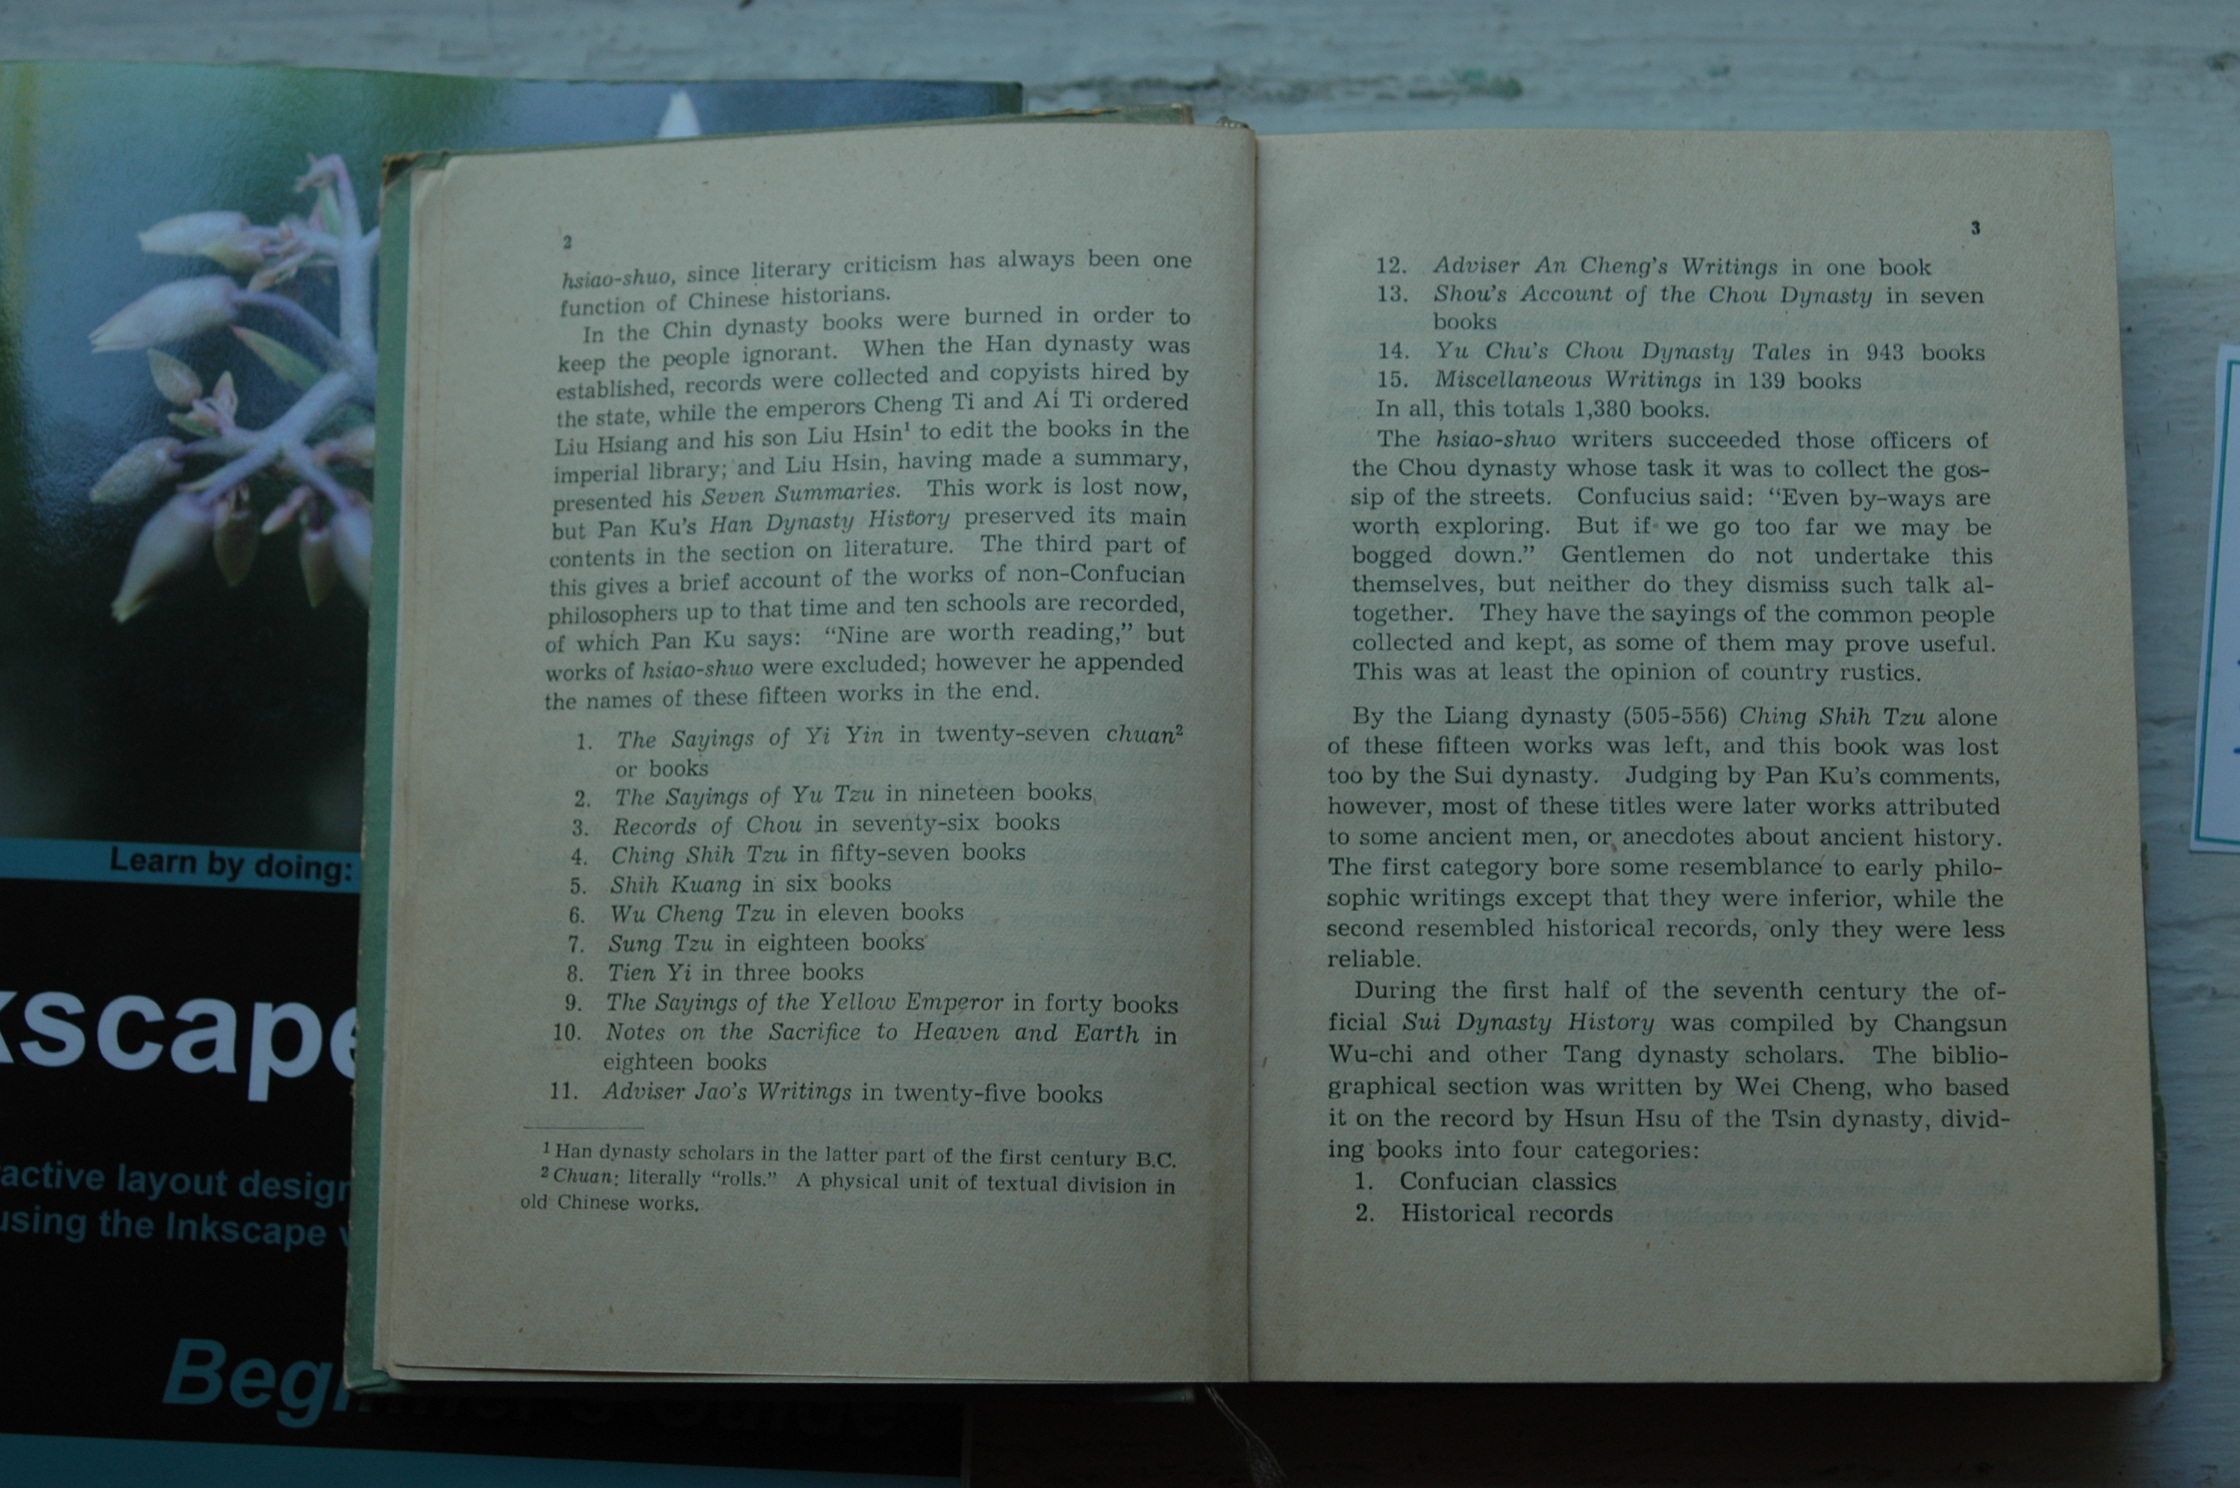 2
hsiao-shuo, since literary criticism has always been one
function of Chinese historians.
In the Chin dynasty books were burned in order to
keep the people ignorant. When the Han dynasty was
established, records were collected and copyists hired by
the state, while the emperors Cheng Ti and Ai Ti ordered
Liu Hsiang and his son Liu Hsin¹ to edit the books in the
imperial library; and Liu Hsin, having made a summary,
presented his Seven Summaries. This work is lost now,
but Pan Ku's Han Dynasty History preserved its main
contents in the section on literature. The third part of
this gives a brief account of the works of non-Confucian
philosophers up to that time and ten schools are recorded,
of which Pan Ku says: "Nine are worth reading," but
works of hsiao-shuo were excluded; however he appended
the names of these fifteen works in the end.
1. The Sayings of Yi Yin in twenty-seven chuan²
or books
2. The Sayings of Yu Tzu in nineteen books
3. Records of Chou in seventy-six books
4. Ching Shih Tzu in fifty-seven books
5. Shih Kuang in six books
6. Wu Cheng Tzu in eleven books
7. Sung Tzu in eighteen books
8. Tien Yi in three books
9. The Sayings of the Yellow Emperor in forty books
10. Notes on the Sacrifice to Heaven and Earth in
eighteen books
11. Adviser Jao's Writings in twenty-five books
¹ Han dynasty scholars in the latter part of the first century B.C.
² Chuan: literally "rolls." A physical unit of textual division in
old Chinese works.
3
12. Adviser An Cheng's Writings in one book
13. Shou's Account of the Chou Dynasty in seven
books
14. Yu Chu's Chou Dynasty Tales in 943 books
15. Miscellaneous Writings in 139 books
In all, this totals 1,380 books.
The hsiao-shuo writers succeeded those officers of
the Chou dynasty whose task it was to collect the gos-
sip of the streets. Confucius said: "Even by-ways are
worth exploring. But if we go too far we may be
bogged down." Gentlemen do not undertake this
themselves, but neither do they dismiss such talk al-
together. They have the sayings of the common people
collected and kept, as some of them may prove useful.
This was at least the opinion of country rustics.
By the Liang dynasty (505-556) Ching Shih Tzu alone
of these fifteen works was left, and this book was lost
too by the Sui dynasty. Judging by Pan Ku's comments,
however, most of these titles were later works attributed
to some ancient men, or anecdotes about ancient history.
The first category bore some resemblance to early philo-
sophic writings except that they were inferior, while the
second resembled historical records, only they were less
reliable.
During the first half of the seventh century the of-
ficial Sui Dynasty History was compiled by Changsun
Wu-chi and other Tang dynasty scholars. The biblio-
graphical section was written by Wei Cheng, who based
it on the record by Hsun Hsu of the Tsin dynasty, divid-
ing books into four categories:
1. Confucian classics
2. Historical records
Learn by doing:
kscape
active layout design
using the Inkscape
Beginner's Guide